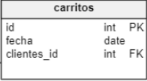 carritos
id int PK
fecha date
clientes_id int FK